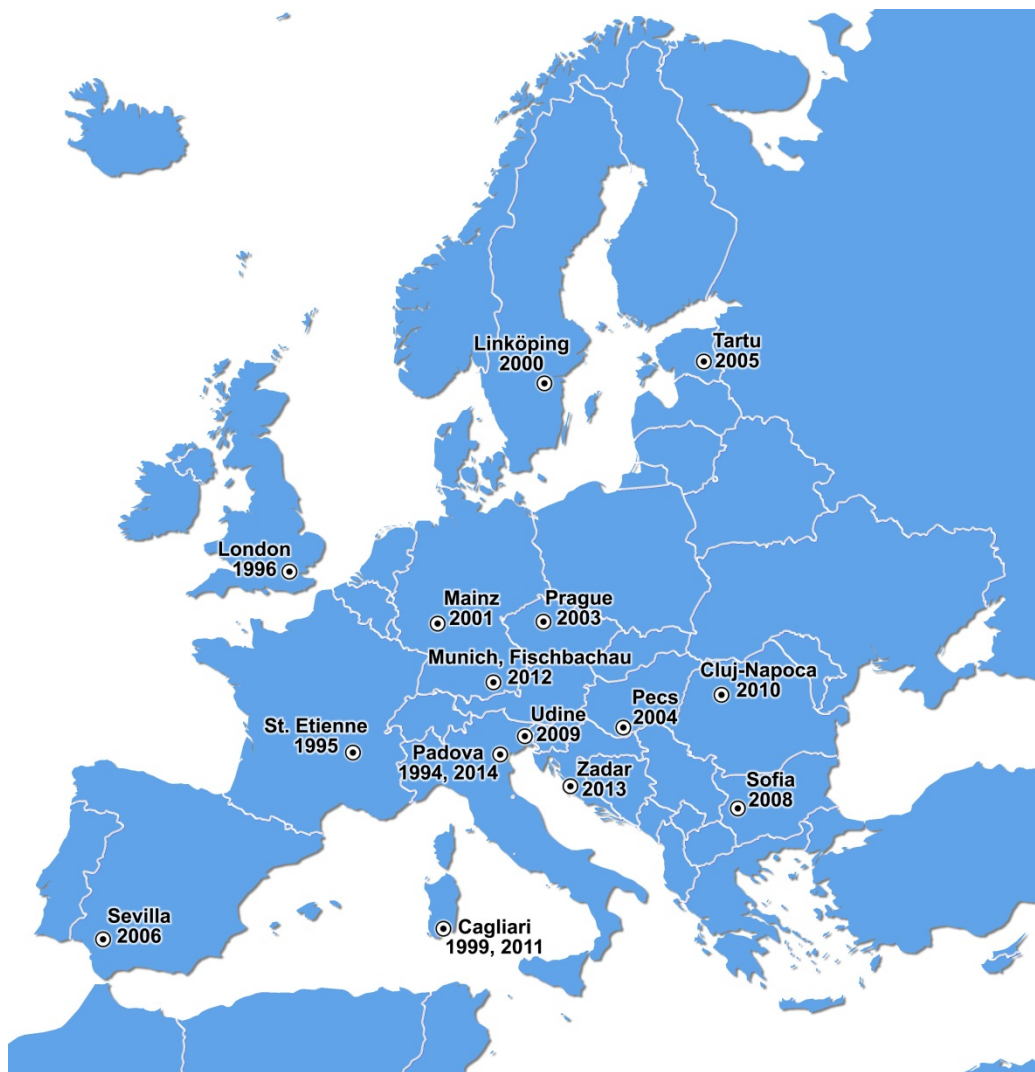 Linköping
2000
Tartu
2005
London
1996
Mainz
2001
Prague
2003
Munich, Fischbachau
2012
Cluj-Napoca
2010
Pecs
2004
Udine
2009
St. Etienne
1995
Padova
1994, 2014
Zadar
2013
Sofia
2008
Sevilla
2006
Cagliari
1999, 2011